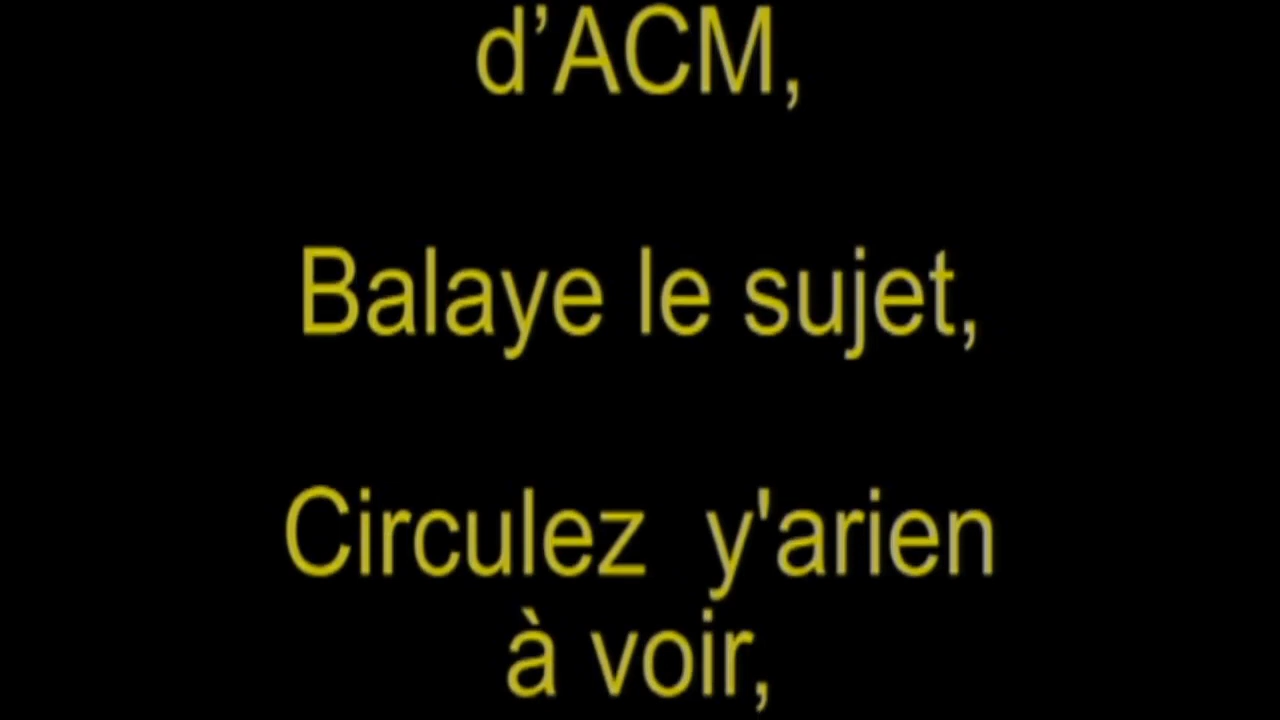 d’ACM,
Balaye le sujet,
Circulez  y'arien
à voir,